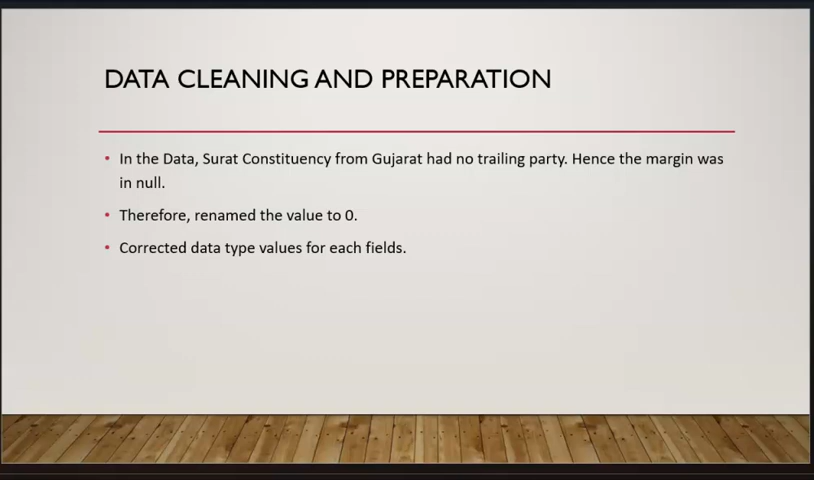 DATA CLEANING AND PREPARATION
• In the Data, Surat Constituency from Gujarat had no trailing party. Hence the margin was
in null.
• Therefore, renamed the value to 0.
• Corrected data type values for each fields.